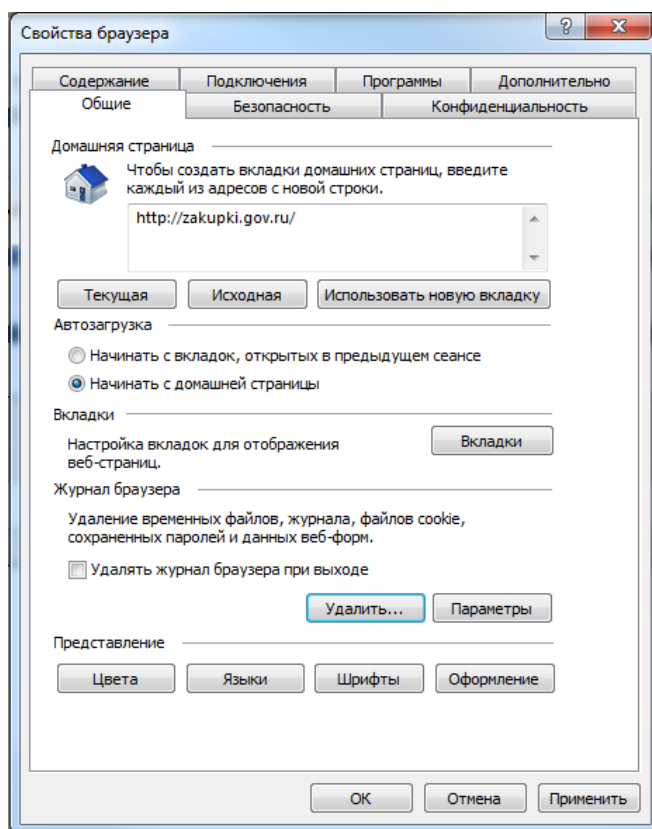 Свойства браузера
Содержание Подключения Программы Дополнительно
Общие Безопасность Конфиденциальность
Домашняя страница
Чтобы создать вкладки домашних страниц, введите
каждый из адресов с новой строки.
http://zakupki.gov.ru/
Текущая Исходная Использовать новую вкладку
Автозагрузка
Начинать с вкладок, открытых в предыдущем сеансе
Начинать с домашней страницы
Вкладки
Настройка вкладок для отображения
веб-страниц.
Вкладки
Журнал браузера
Удаление временных файлов, журнала, файлов cookie,
сохраненных паролей и данных веб-форм.
Удалять журнал браузера при выходе
Удалить... Параметры
Представление
Цвета Языки Шрифты Оформление
ОК Отмена Применить